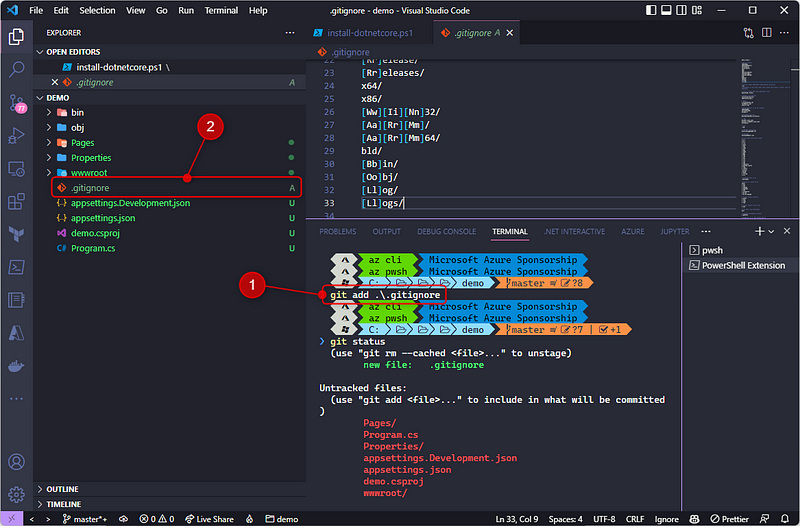 File Edit Selection View Go Run Terminal Help
.gitignore - demo - Visual Studio Code
EXPLORER
OPEN EDITORS
install-dotnetcore.ps1 \
.gitignore A
DEMO
bin
obj
Pages
Properties
wwwroot
.gitignore A
appsettings.Development.json U
appsettings.json U
demo.csproj U
Program.cs U
OUTLINE
TIMELINE
77
2
1
install-dotnetcore.ps1
.gitignore A
.gitignore
22
23 [Rr]eleases/
24 x64/
25 x86/
26 [Ww][Ii][Nn]32/
27 [Aa][Rr][Mm]/
28 [Aa][Rr][Mm]64/
29 bld/
30 [Bb]in/
31 [Oo]bj/
32 [Ll]og/
33 [Ll]ogs/
34
PROBLEMS OUTPUT DEBUG CONSOLE TERMINAL .NET INTERACTIVE AZURE JUPYTER
pwsh
PowerShell Extension
az cli Microsoft Azure Sponsorship
az pwsh Microsoft Azure Sponsorship
C: demo master ≢ ?8
git add .\.gitignore
az cli Microsoft Azure Sponsorship
az pwsh Microsoft Azure Sponsorship
C: demo master ≢ ?7 | +1
❯ git status
(use "git rm --cached <file>..." to unstage)
new file: .gitignore
Untracked files:
(use "git add <file>..." to include in what will be committed
)
Pages/
Program.cs
Properties/
appsettings.Development.json
appsettings.json
demo.csproj
wwwroot/
master*+ 0 0 Live Share demo Ln 33, Col 9 Spaces: 4 UTF-8 CRLF Ignore Prettier